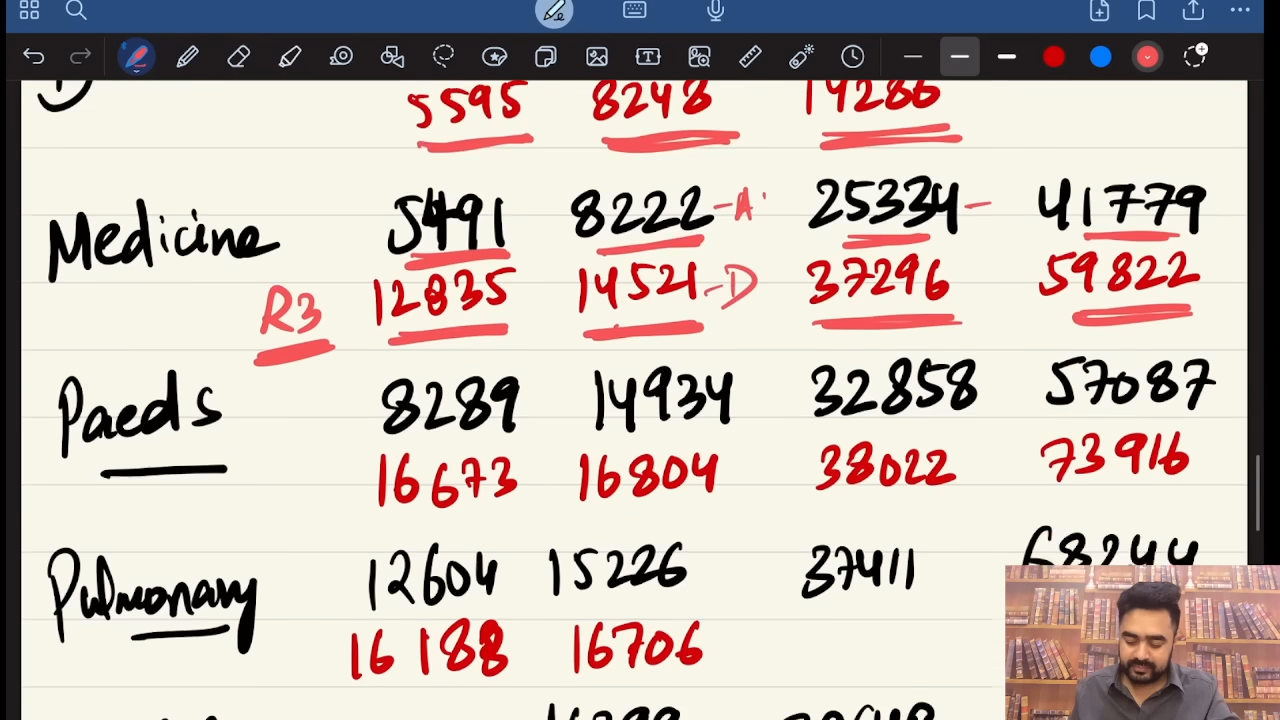 5595 8248 14286
Medicine 5491 8222 -A 25334 - 41779
R3 12835 14521 -D 37296 59822
Paeds 8289 14934 32858 57087
16673 16804 38022 73916
Pulmonary 12604 15226 37411 68244
16188 16706